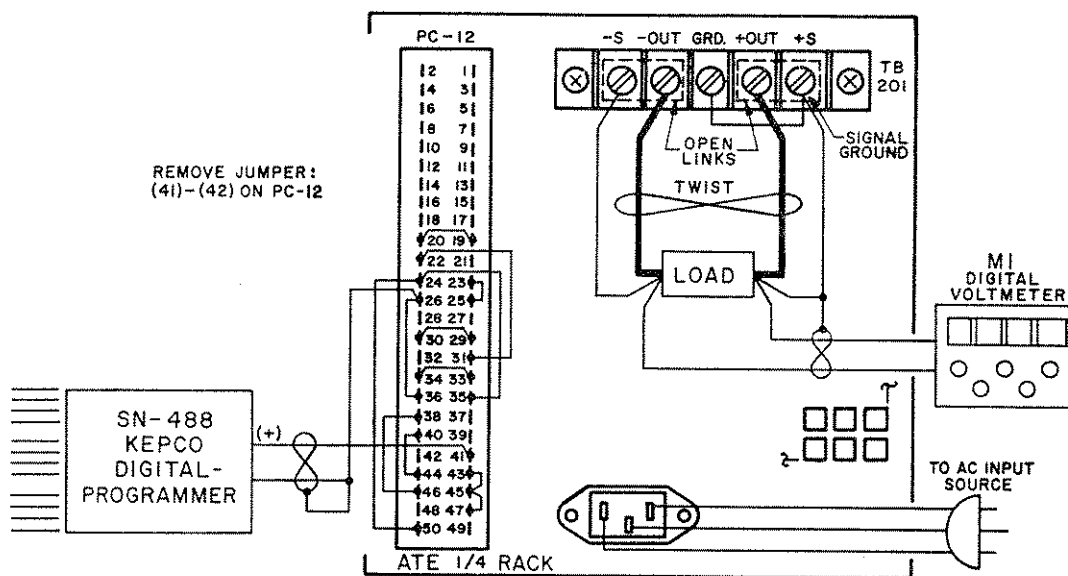 PC-12
-S -OUT GRD. +OUT +S
TB
201
2 1
4 3
6 5
8 7
10 9
12 11
14 13
16 15
18 17
20 19
22 21
24 23
26 25
28 27
30 29
32 31
34 33
36 35
38 37
40 39
42 41
44 43
46 45
48 47
50 49
REMOVE JUMPER:
(41)-(42) ON PC-12
OPEN
LINKS
SIGNAL
GROUND
TWIST
LOAD
M1
DIGITAL
VOLTMETER
SN-488
KEPCO
DIGITAL-
PROGRAMMER
(+)
TO AC INPUT
SOURCE
ATE 1/4 RACK